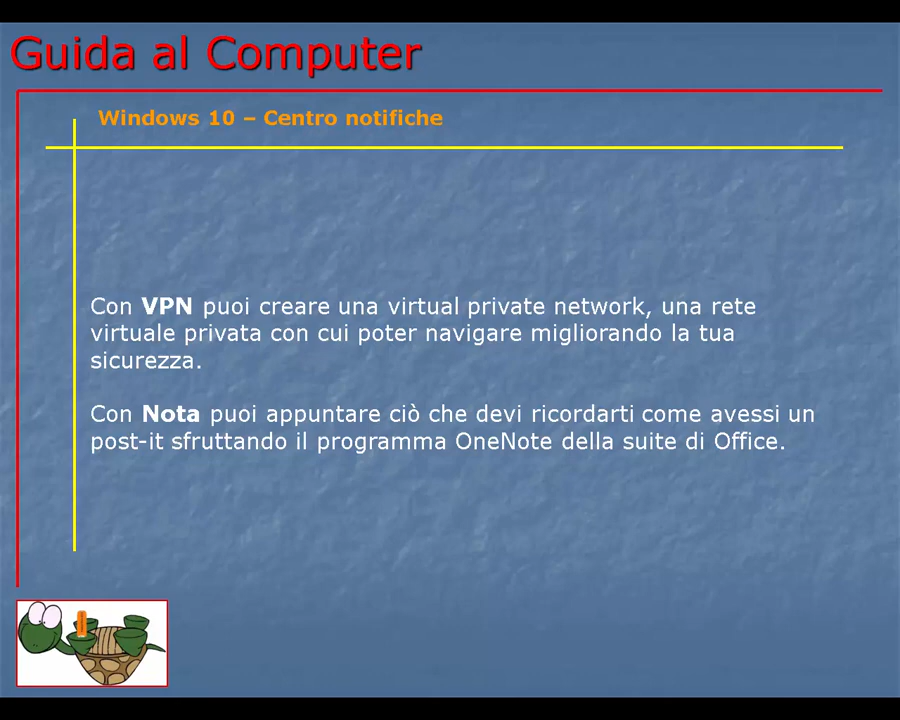 Guida al Computer
Windows 10 – Centro notifiche
Con VPN puoi creare una virtual private network, una rete
virtuale privata con cui poter navigare migliorando la tua
sicurezza.
Con Nota puoi appuntare ciò che devi ricordarti come avessi un
post-it sfruttando il programma OneNote della suite di Office.